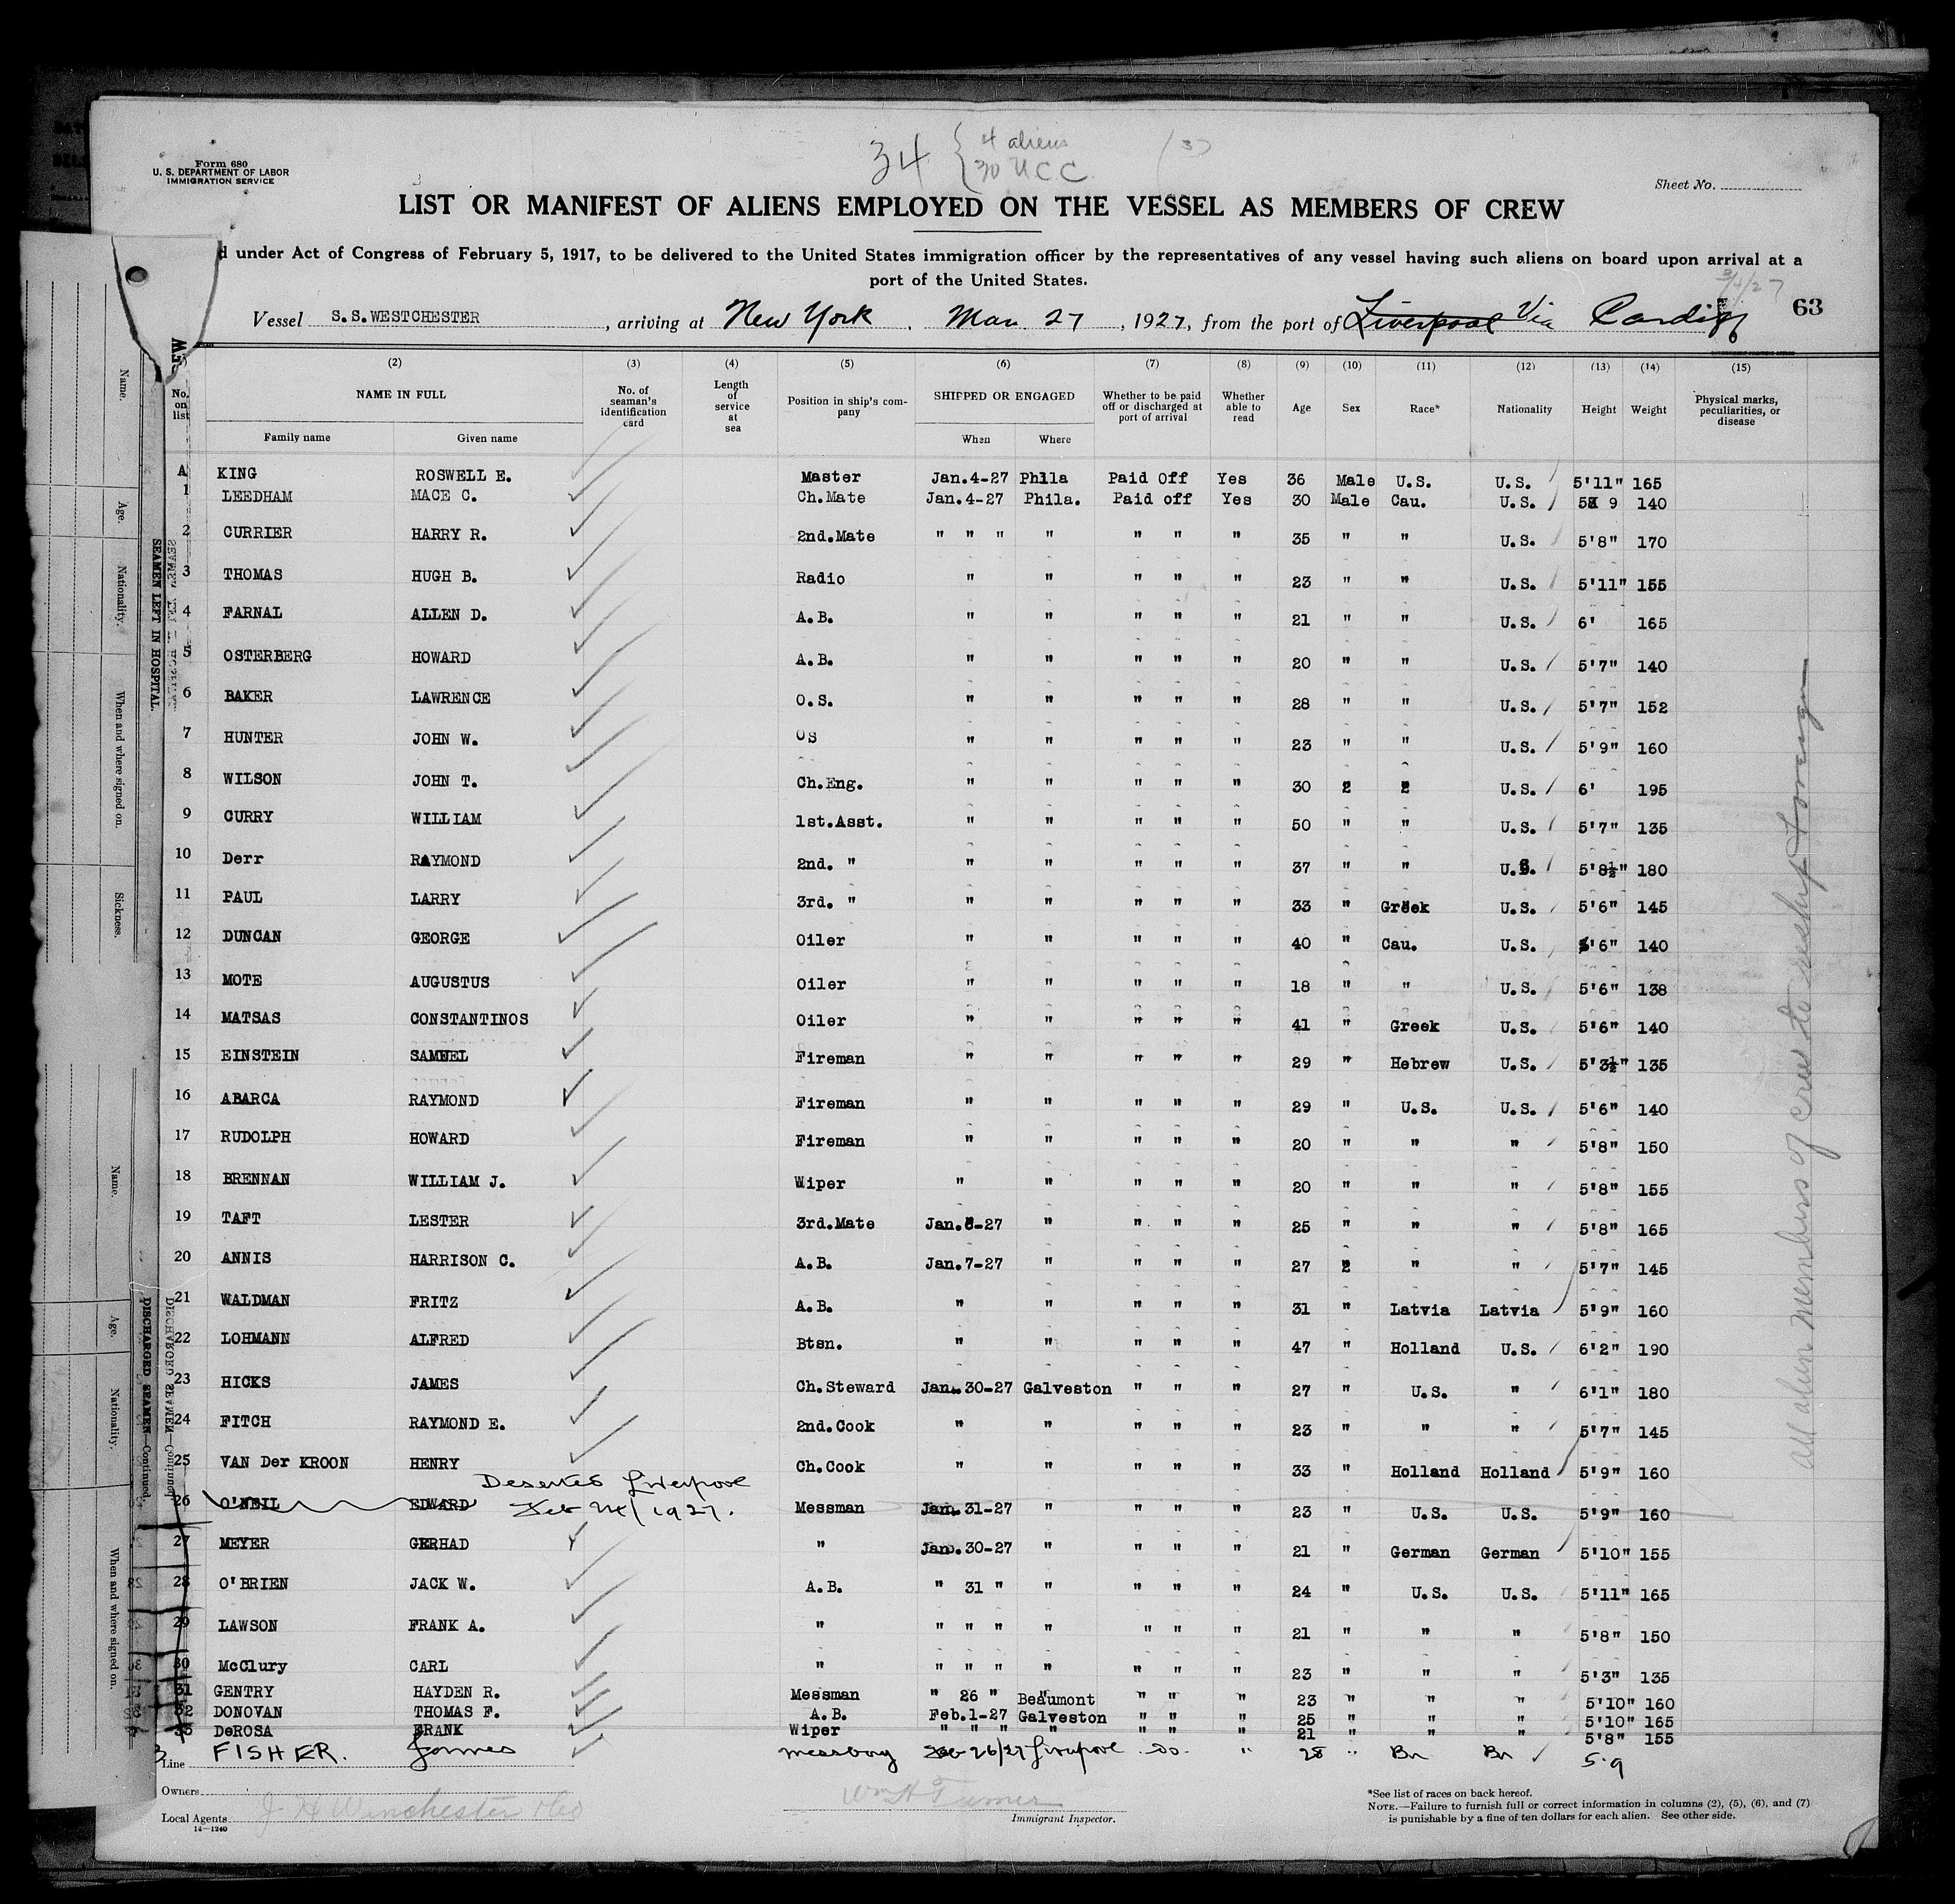 34 { 4 aliens
30 U C C.
(3)
Form 680
U. S. DEPARTMENT OF LABOR
IMMIGRATION SERVICE
Sheet No.
LIST OR MANIFEST OF ALIENS EMPLOYED ON THE VESSEL AS MEMBERS OF CREW
d under Act of Congress of February 5, 1917, to be delivered to the United States immigration officer by the representatives of any vessel having such aliens on board upon arrival at a
port of the United States.
3/4/27
Vessel S.S.WESTCHESTER , arriving at New York , Mar. 27 , 1927, from the port of Liverpool Via Cardiff 63
(2) (3) (4) (5) (6) (7) (8) (9) (10) (11) (12) (13) (14) (15)
No. on list NAME IN FULL No. of seaman's identification card Length of service at sea Position in ship's company SHIPPED OR ENGAGED Whether to be paid off or discharged at port of arrival Whether able to read Age Sex Race* Nationality Height Weight Physical marks, peculiarities, or disease
Family name Given name When Where
A KING ROSWELL E. Master Jan.4-27 Phila Paid Off Yes 36 Male U.S. U.S. 5'11" 165
1 LEEDHAM MACE C. Ch.Mate Jan.4-27 Phila. Paid off Yes 30 Male Cau. U.S. 5 9 140
2 CURRIER HARRY R. 2nd.Mate " " " " " " " 35 " " U.S. 5'8" 170
3 THOMAS HUGH B. Radio " " " " " 23 " " U.S. 5'11" 155
4 FARNAL ALLEN D. A.B. " " " " " 21 " " U.S. 6' 165
5 OSTERBERG HOWARD A.B. " " " " " 20 " " U.S. 5'7" 140
6 BAKER LAWRENCE O.S. " " " " " 28 " " U.S. 5'7" 152
7 HUNTER JOHN W. OS " " " " " 23 " " U.S. 5'9" 160
8 WILSON JOHN T. Ch.Eng. " " " " " 30 2 2 U.S. 6' 195
9 CURRY WILLIAM 1st.Asst. " " " " " 50 " " U.S. 5'7" 135
10 Derr RAYMOND 2nd. " " " " " " 37 " " U.S. 5'8½" 180
11 PAUL LARRY 3rd. " " " " " " 33 " Greek U.S. 5'6" 145
12 DUNCAN GEORGE Oiler " " " " " 40 " Cau. U.S. 5'6" 140
13 MOTE AUGUSTUS Oiler " " " " " 18 " " U.S. 5'6" 138
14 MATSAS CONSTANTINOS Oiler " " " " " 41 " Greek U.S. 5'6" 140
15 EINSTEIN SAMUEL Fireman " " " " " 29 " Hebrew U.S. 5'3½" 135
16 ABARCA RAYMOND Fireman " " " " " 29 " U.S. U.S. 5'6" 140
17 RUDOLPH HOWARD Fireman " " " " " 20 " " " 5'8" 150
18 BRENNAN WILLIAM J. Wiper " " " " " 20 " " " 5'8" 155
19 TAFT LESTER 3rd.Mate Jan.6-27 " " " " 25 " " " 5'8" 165
20 ANNIS HARRISON C. A.B. Jan.7-27 " " " " 27 2 " " 5'7" 145
21 WALDMAN FRITZ A.B. " " " " " 31 " Latvia Latvia 5'9" 160
22 LOHMANN ALFRED Btsn. " " " " " 47 " Holland U.S. 6'2" 190
23 HICKS JAMES Ch.Steward Jan.30-27 Galveston " " " 27 " U.S. " 6'1" 180
24 FITCH RAYMOND E. 2nd.Cook " " " " " 23 " " " 5'7" 145
25 VAN Der KROON HENRY Ch.Cook " " " " " 33 " Holland Holland 5'9" 160
Deserted Liverpool
26 O'NEIL EDWARD Feb 24/1927. Messman Jan.31-27 " " " " 23 " U.S. U.S. 5'9" 160
27 MEYER GERHAD " Jan.30-27 " " " " 21 " German German 5'10" 155
28 O'BRIEN JACK W. A.B. " 31 " " " " " 24 " U.S. U.S. 5'11" 165
29 LAWSON FRANK A. " " " " " " " " 21 " " " 5'8" 150
30 McClury CARL " " " " " " " " 23 " " " 5'3" 135
31 GENTRY HAYDEN R. Messman " 26 " Beaumont " " " 23 " " " 5'10" 160
32 DONOVAN THOMAS F. A.B. Feb.1-27 Galveston " " " 25 " " " 5'10" 165
33 DeROSA FRANK Wiper " " " " " " " 21 " " " 5'8" 155
FISHER. James messboy Feb 26/27 Liverpool do. " 28 " Br Br 5.9
Line
Owners
Local Agents J. H Winchester &Co
14—1240
Wm H Turner
Immigrant Inspector.
*See list of races on back hereof.
NOTE.—Failure to furnish full or correct information in columns (2), (5), (6), and (7)
is punishable by a fine of ten dollars for each alien. See other side.
all alien members of crew to reship foreign
Name.
Age.
Nationality.
When and where signed on.
Sickness.
SEAMEN LEFT IN HOSPITAL.
Name.
Age.
Nationality.
When and where signed on.
DISCHARGED SEAMEN—Continued.